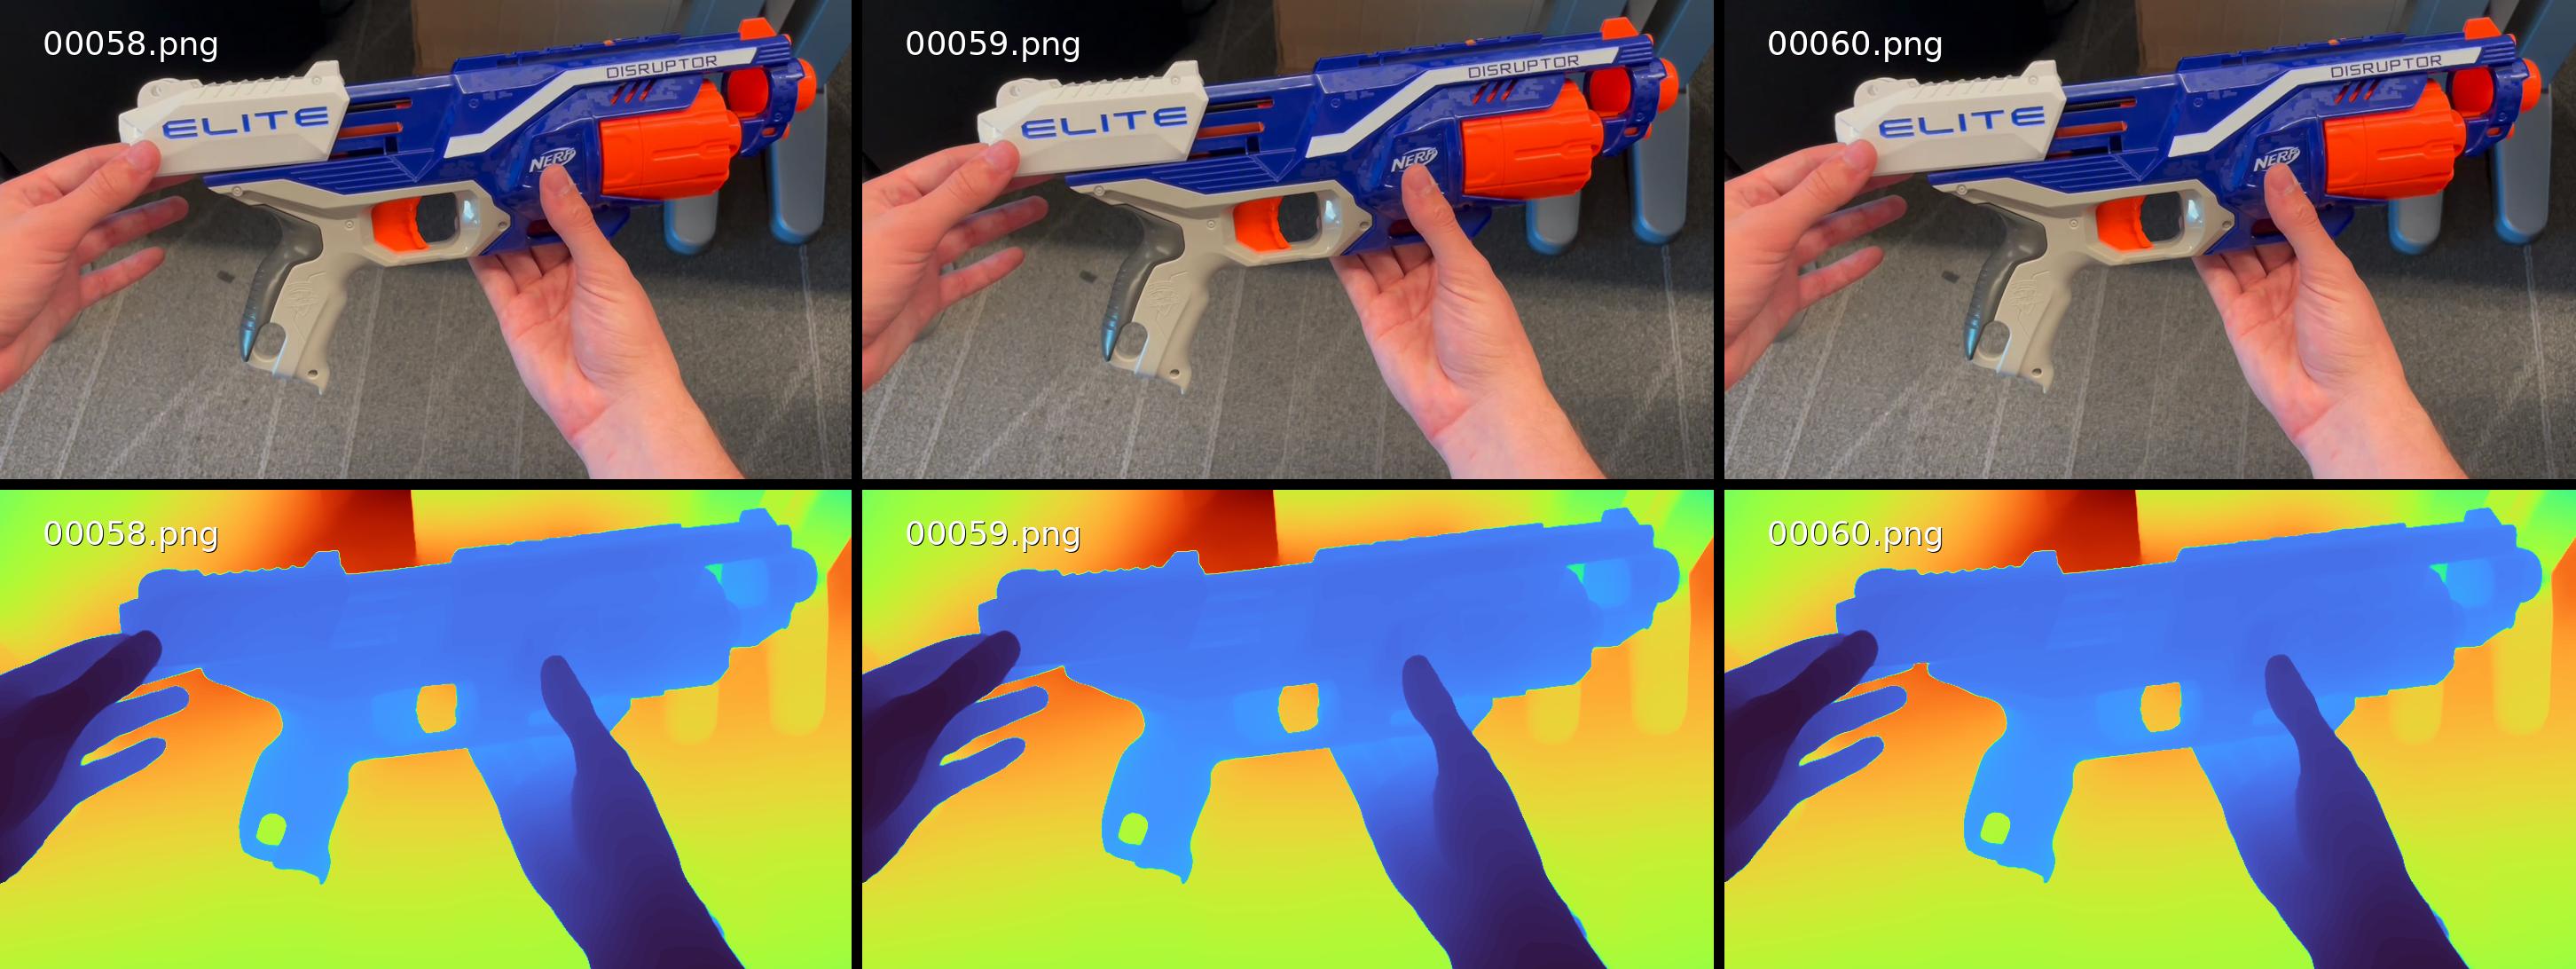 00058.png
DISRUPTOR
ELITE
NERF
00059.png
DISRUPTOR
ELITE
NERF
00060.png
DISRUPTOR
ELITE
NERF
00058.png
00059.png
00060.png